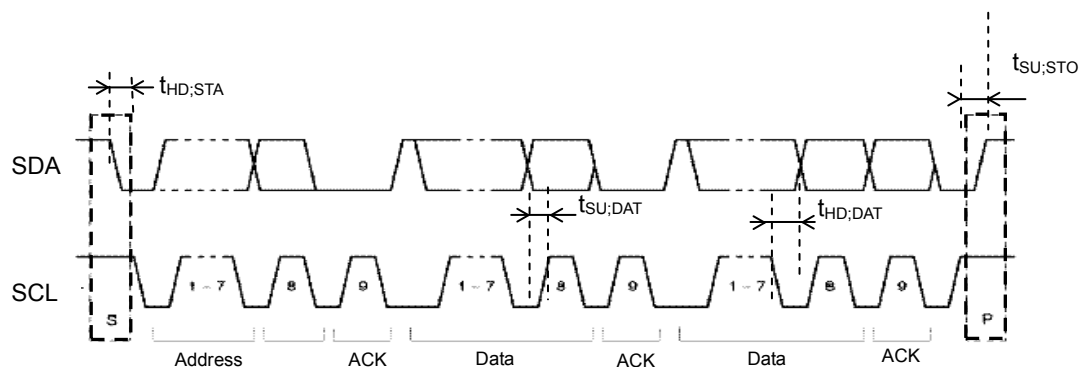 tHD;STA
tSU;STO
SDA
tSU;DAT
tHD;DAT
SCL
1 – 7 8 9 1 – 7 8 9 1 – 7 8 9
S P
Address ACK Data ACK Data ACK